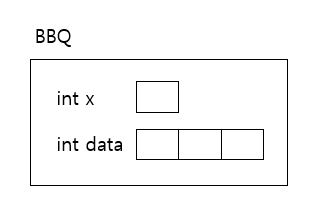 BBQ
int x
int data